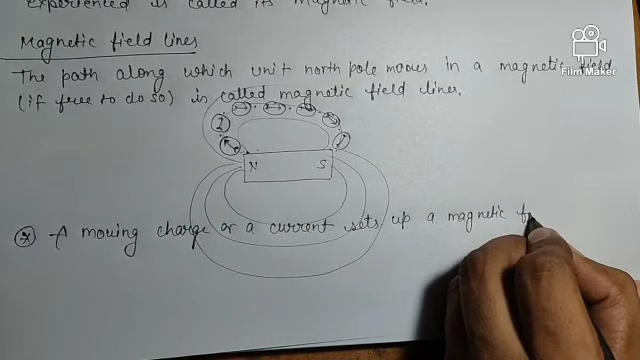 experienced is called its magnetic field.
Magnetic field lines
The path along which unit north pole moves in a magnetic field
(if free to do so) is called magnetic field lines.
N S
* A moving charge or a current sets up a magnetic f
Film Maker